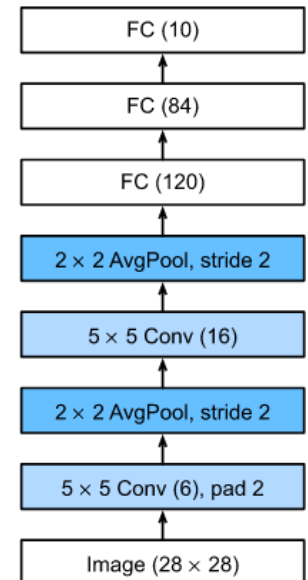 FC (10)
FC (84)
FC (120)
2 × 2 AvgPool, stride 2
5 × 5 Conv (16)
2 × 2 AvgPool, stride 2
5 × 5 Conv (6), pad 2
Image (28 × 28)